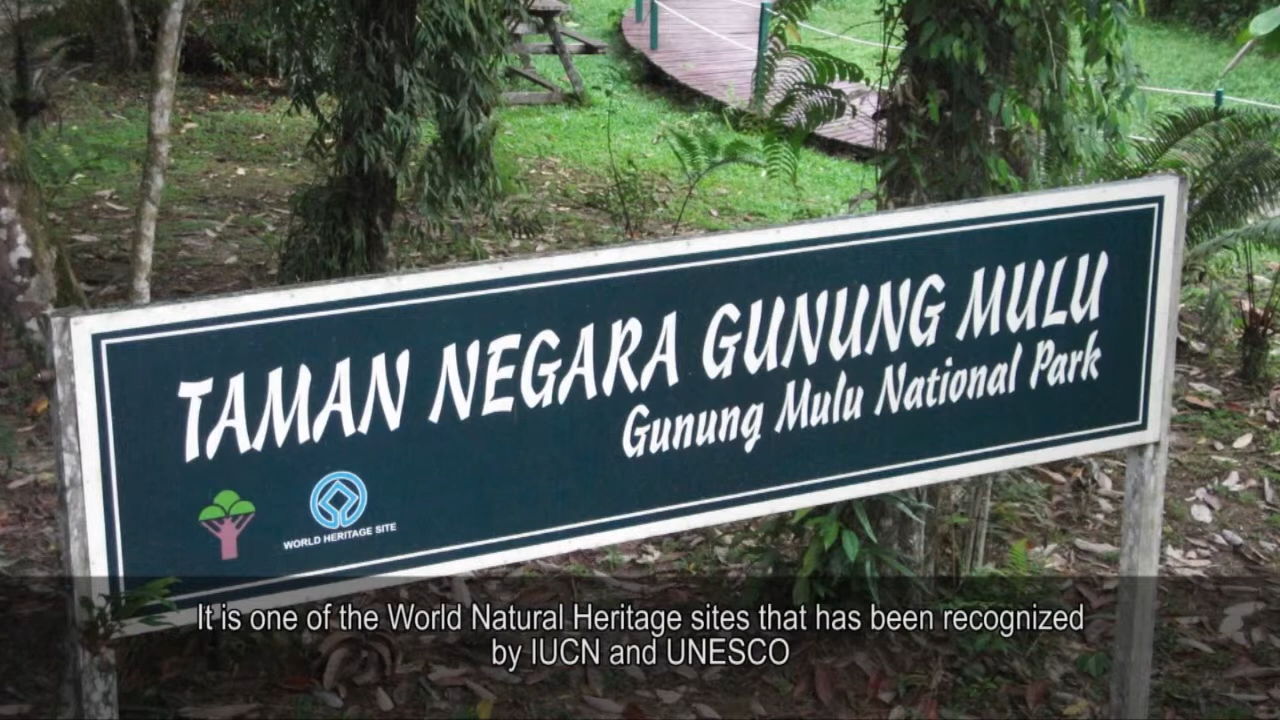 TAMAN NEGARA GUNUNG MULU
Gunung Mulu National Park
WORLD HERITAGE SITE
It is one of the World Natural Heritage sites that has been recognized
by IUCN and UNESCO